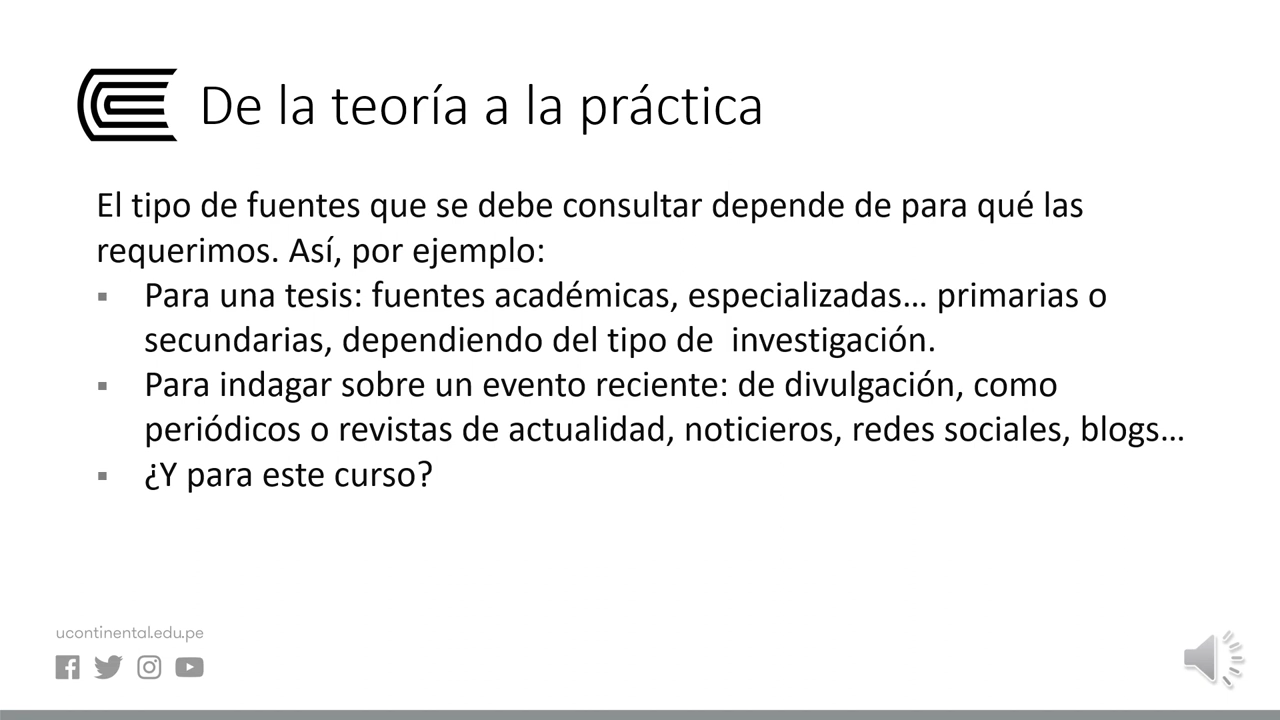 De la teoría a la práctica
El tipo de fuentes que se debe consultar depende de para qué las
requerimos. Así, por ejemplo:
▪ Para una tesis: fuentes académicas, especializadas… primarias o
secundarias, dependiendo del tipo de  investigación.
▪ Para indagar sobre un evento reciente: de divulgación, como
periódicos o revistas de actualidad, noticieros, redes sociales, blogs…
▪ ¿Y para este curso?
ucontinental.edu.pe